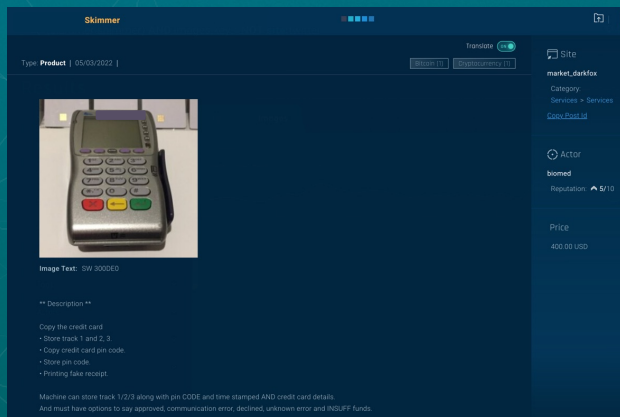 Skimmer
Translate ON
Type: Product | 05/03/2022 |
Bitcoin (1) Cryptocurrency (1)
Image Text: SW 300DE0
** Description **
Copy the credit card
• Store track 1 and 2, 3.
• Copy credit card pin code.
• Store pin code.
• Printing fake receipt.
Machine can store track 1/2/3 along with pin CODE and time stamped AND credit card details.
And must have options to say approved, communication error, declined, unknown error and INSUFF funds.
Site
market_darkfox
Category:
Services > Services
Copy Post Id
Actor
biomed
Reputation: 5/10
Price
400.00 USD